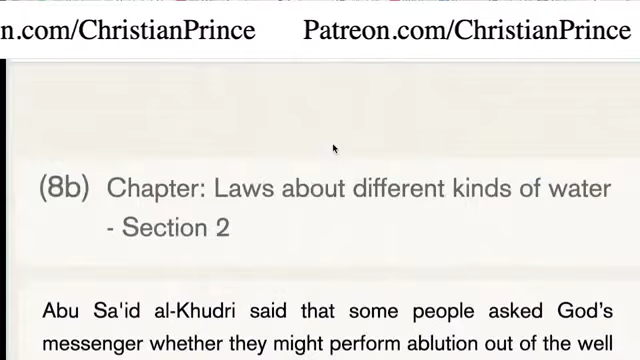 n.com/ChristianPrince Patreon.com/ChristianPrince
(8b) Chapter: Laws about different kinds of water
- Section 2
Abu Sa'id al-Khudri said that some people asked God's
messenger whether they might perform ablution out of the well